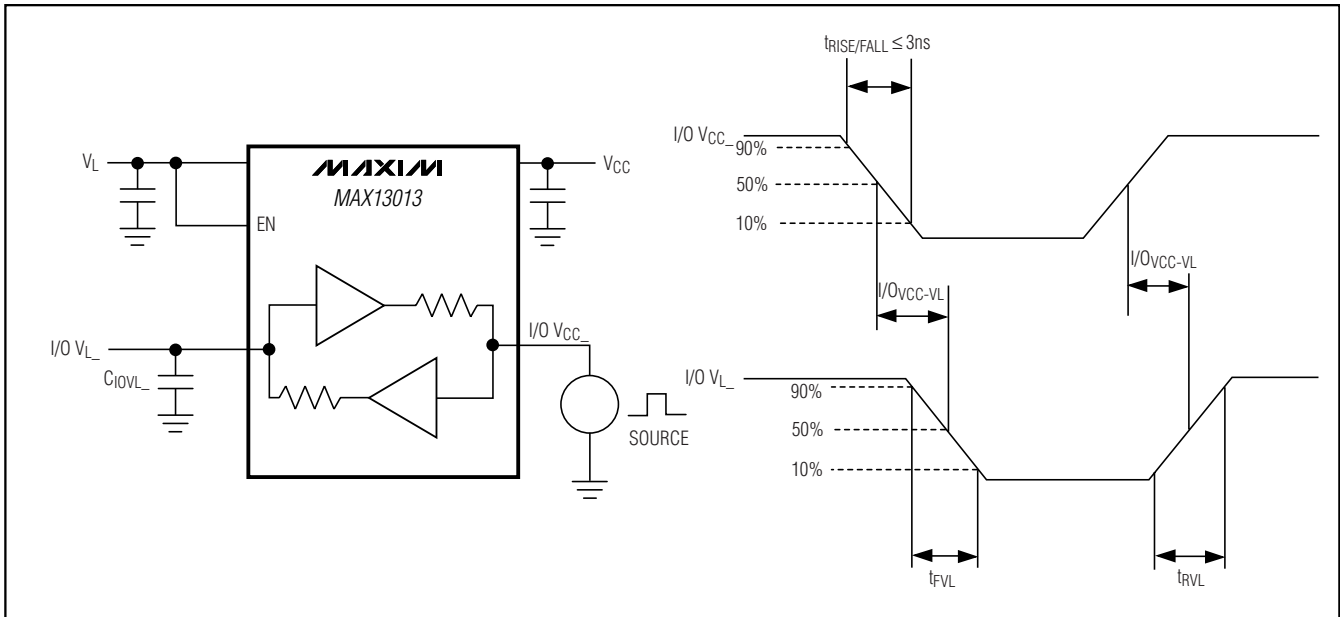 VL
VCC
MAXIM
MAX13013
EN
I/O VL_
CIOVL_
I/O VCC_
SOURCE
tRISE/FALL ≤ 3ns
I/O VCC_
90%
50%
10%
I/OVCC-VL
I/OVCC-VL
I/O VL_
90%
50%
10%
tFVL
tRVL